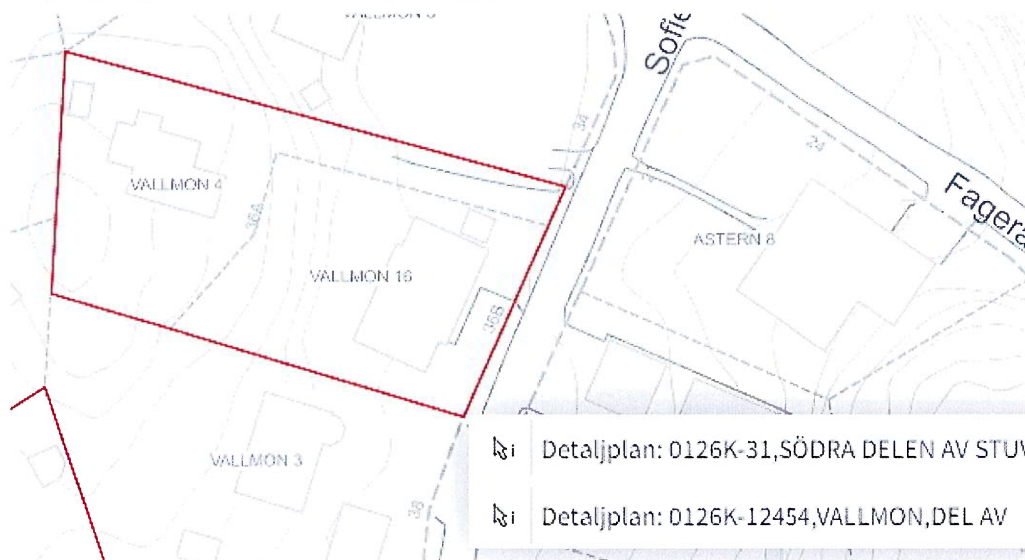 Sofie
34
24
VALLMON 4
36A
Fagera
ASTERN 8
VALLMON 16
36B
VALLMON 3
38
Detaljplan: 0126K-31,SÖDRA DELEN AV STUV
Detaljplan: 0126K-12454,VALLMON,DEL AV